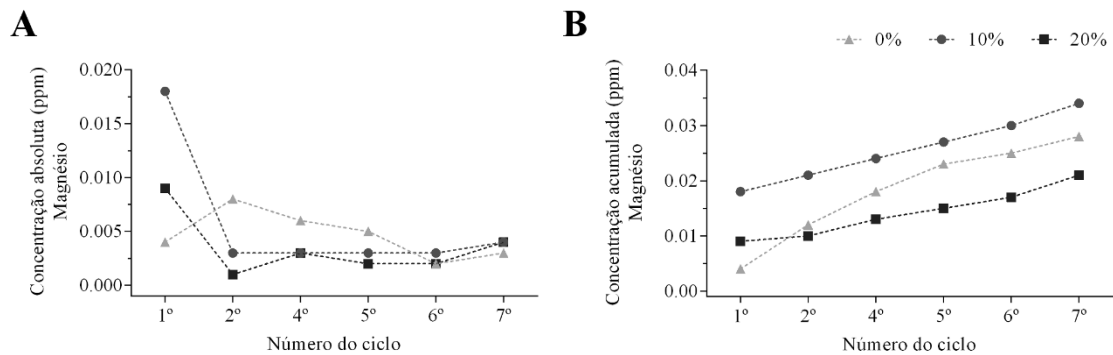 A
Concentração absoluta (ppm)
Magnésio
0.020
0.015
0.010
0.005
0.000
1º 2º 4º 5º 6º 7º
Número do ciclo
B
0% 10% 20%
Concentração acumulada (ppm)
Magnésio
0.04
0.03
0.02
0.01
0.00
1º 2º 4º 5º 6º 7º
Número do ciclo